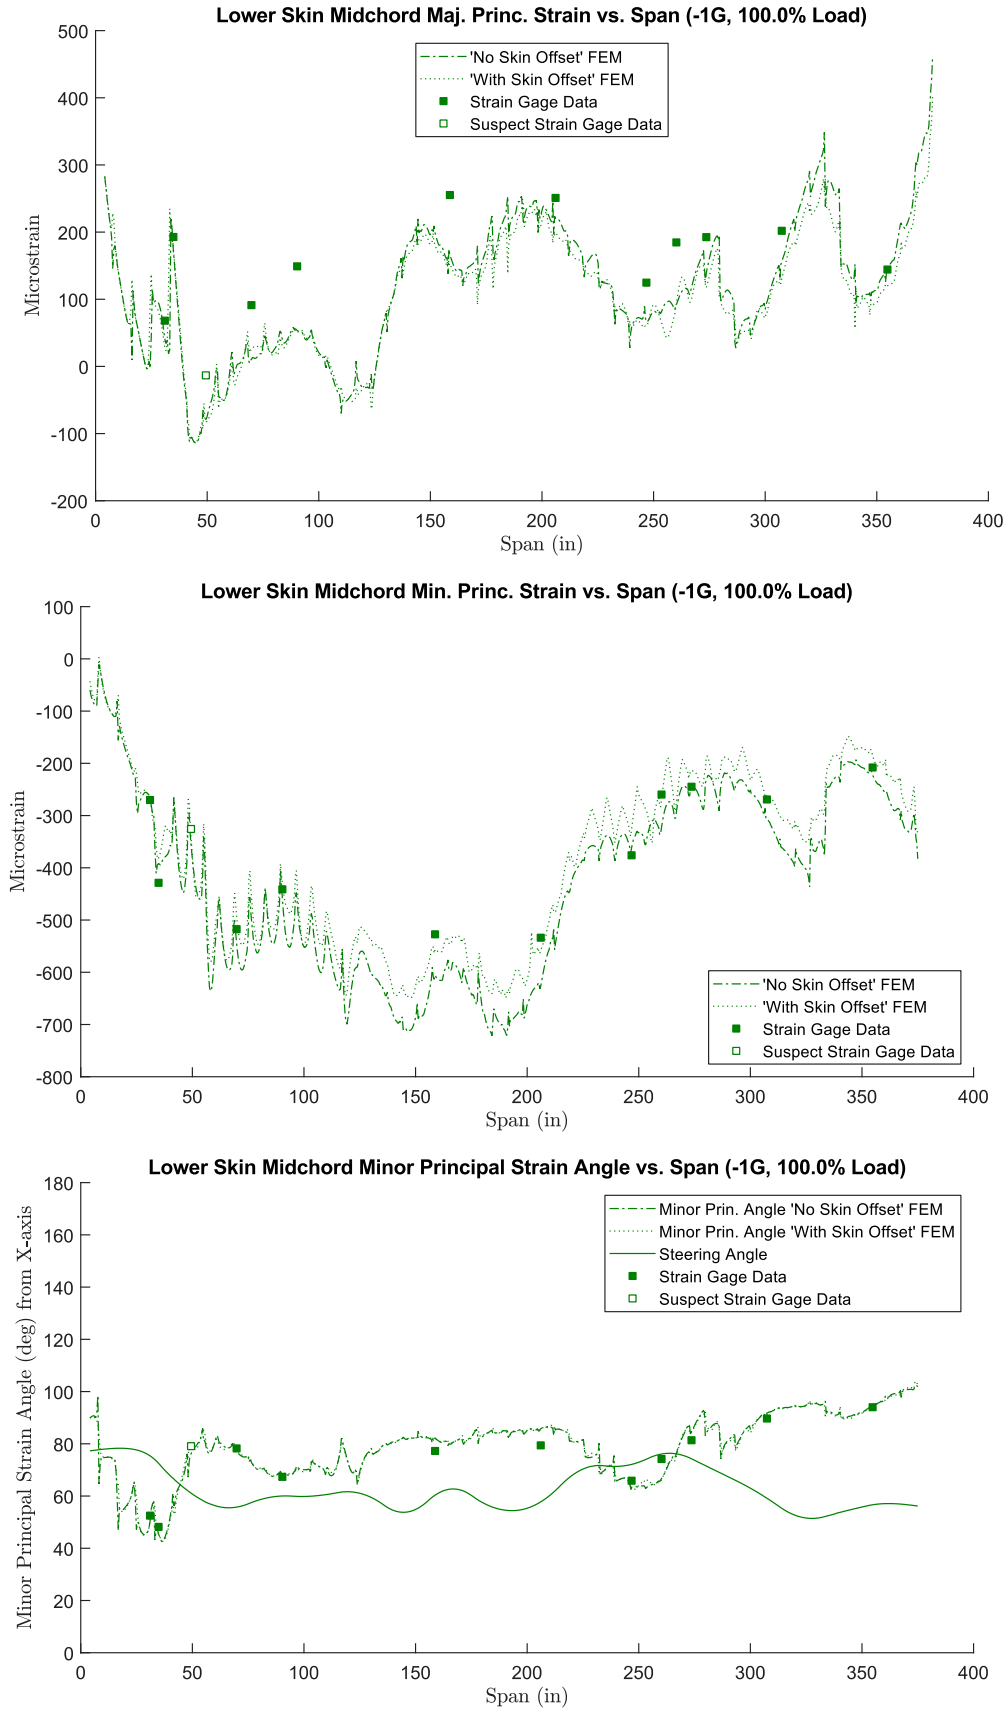 Lower Skin Midchord Maj. Princ. Strain vs. Span (-1G, 100.0% Load)
500
400
300
200
100
0
-100
-200
Microstrain
'No Skin Offset' FEM
'With Skin Offset' FEM
Strain Gage Data
Suspect Strain Gage Data
0 50 100 150 200 250 300 350 400
Span (in)
Lower Skin Midchord Min. Princ. Strain vs. Span (-1G, 100.0% Load)
100
0
-100
-200
-300
-400
-500
-600
-700
-800
Microstrain
'No Skin Offset' FEM
'With Skin Offset' FEM
Strain Gage Data
Suspect Strain Gage Data
0 50 100 150 200 250 300 350 400
Span (in)
Lower Skin Midchord Minor Principal Strain Angle vs. Span (-1G, 100.0% Load)
180
160
140
120
100
80
60
40
20
0
Minor Principal Strain Angle (deg) from X-axis
Minor Prin. Angle 'No Skin Offset' FEM
Minor Prin. Angle 'With Skin Offset' FEM
Steering Angle
Strain Gage Data
Suspect Strain Gage Data
0 50 100 150 200 250 300 350 400
Span (in)